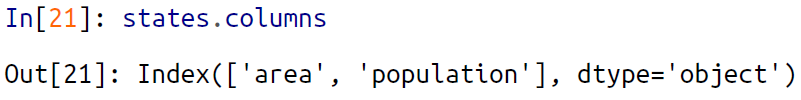 In[21]: states.columns
Out[21]: Index(['area', 'population'], dtype='object')